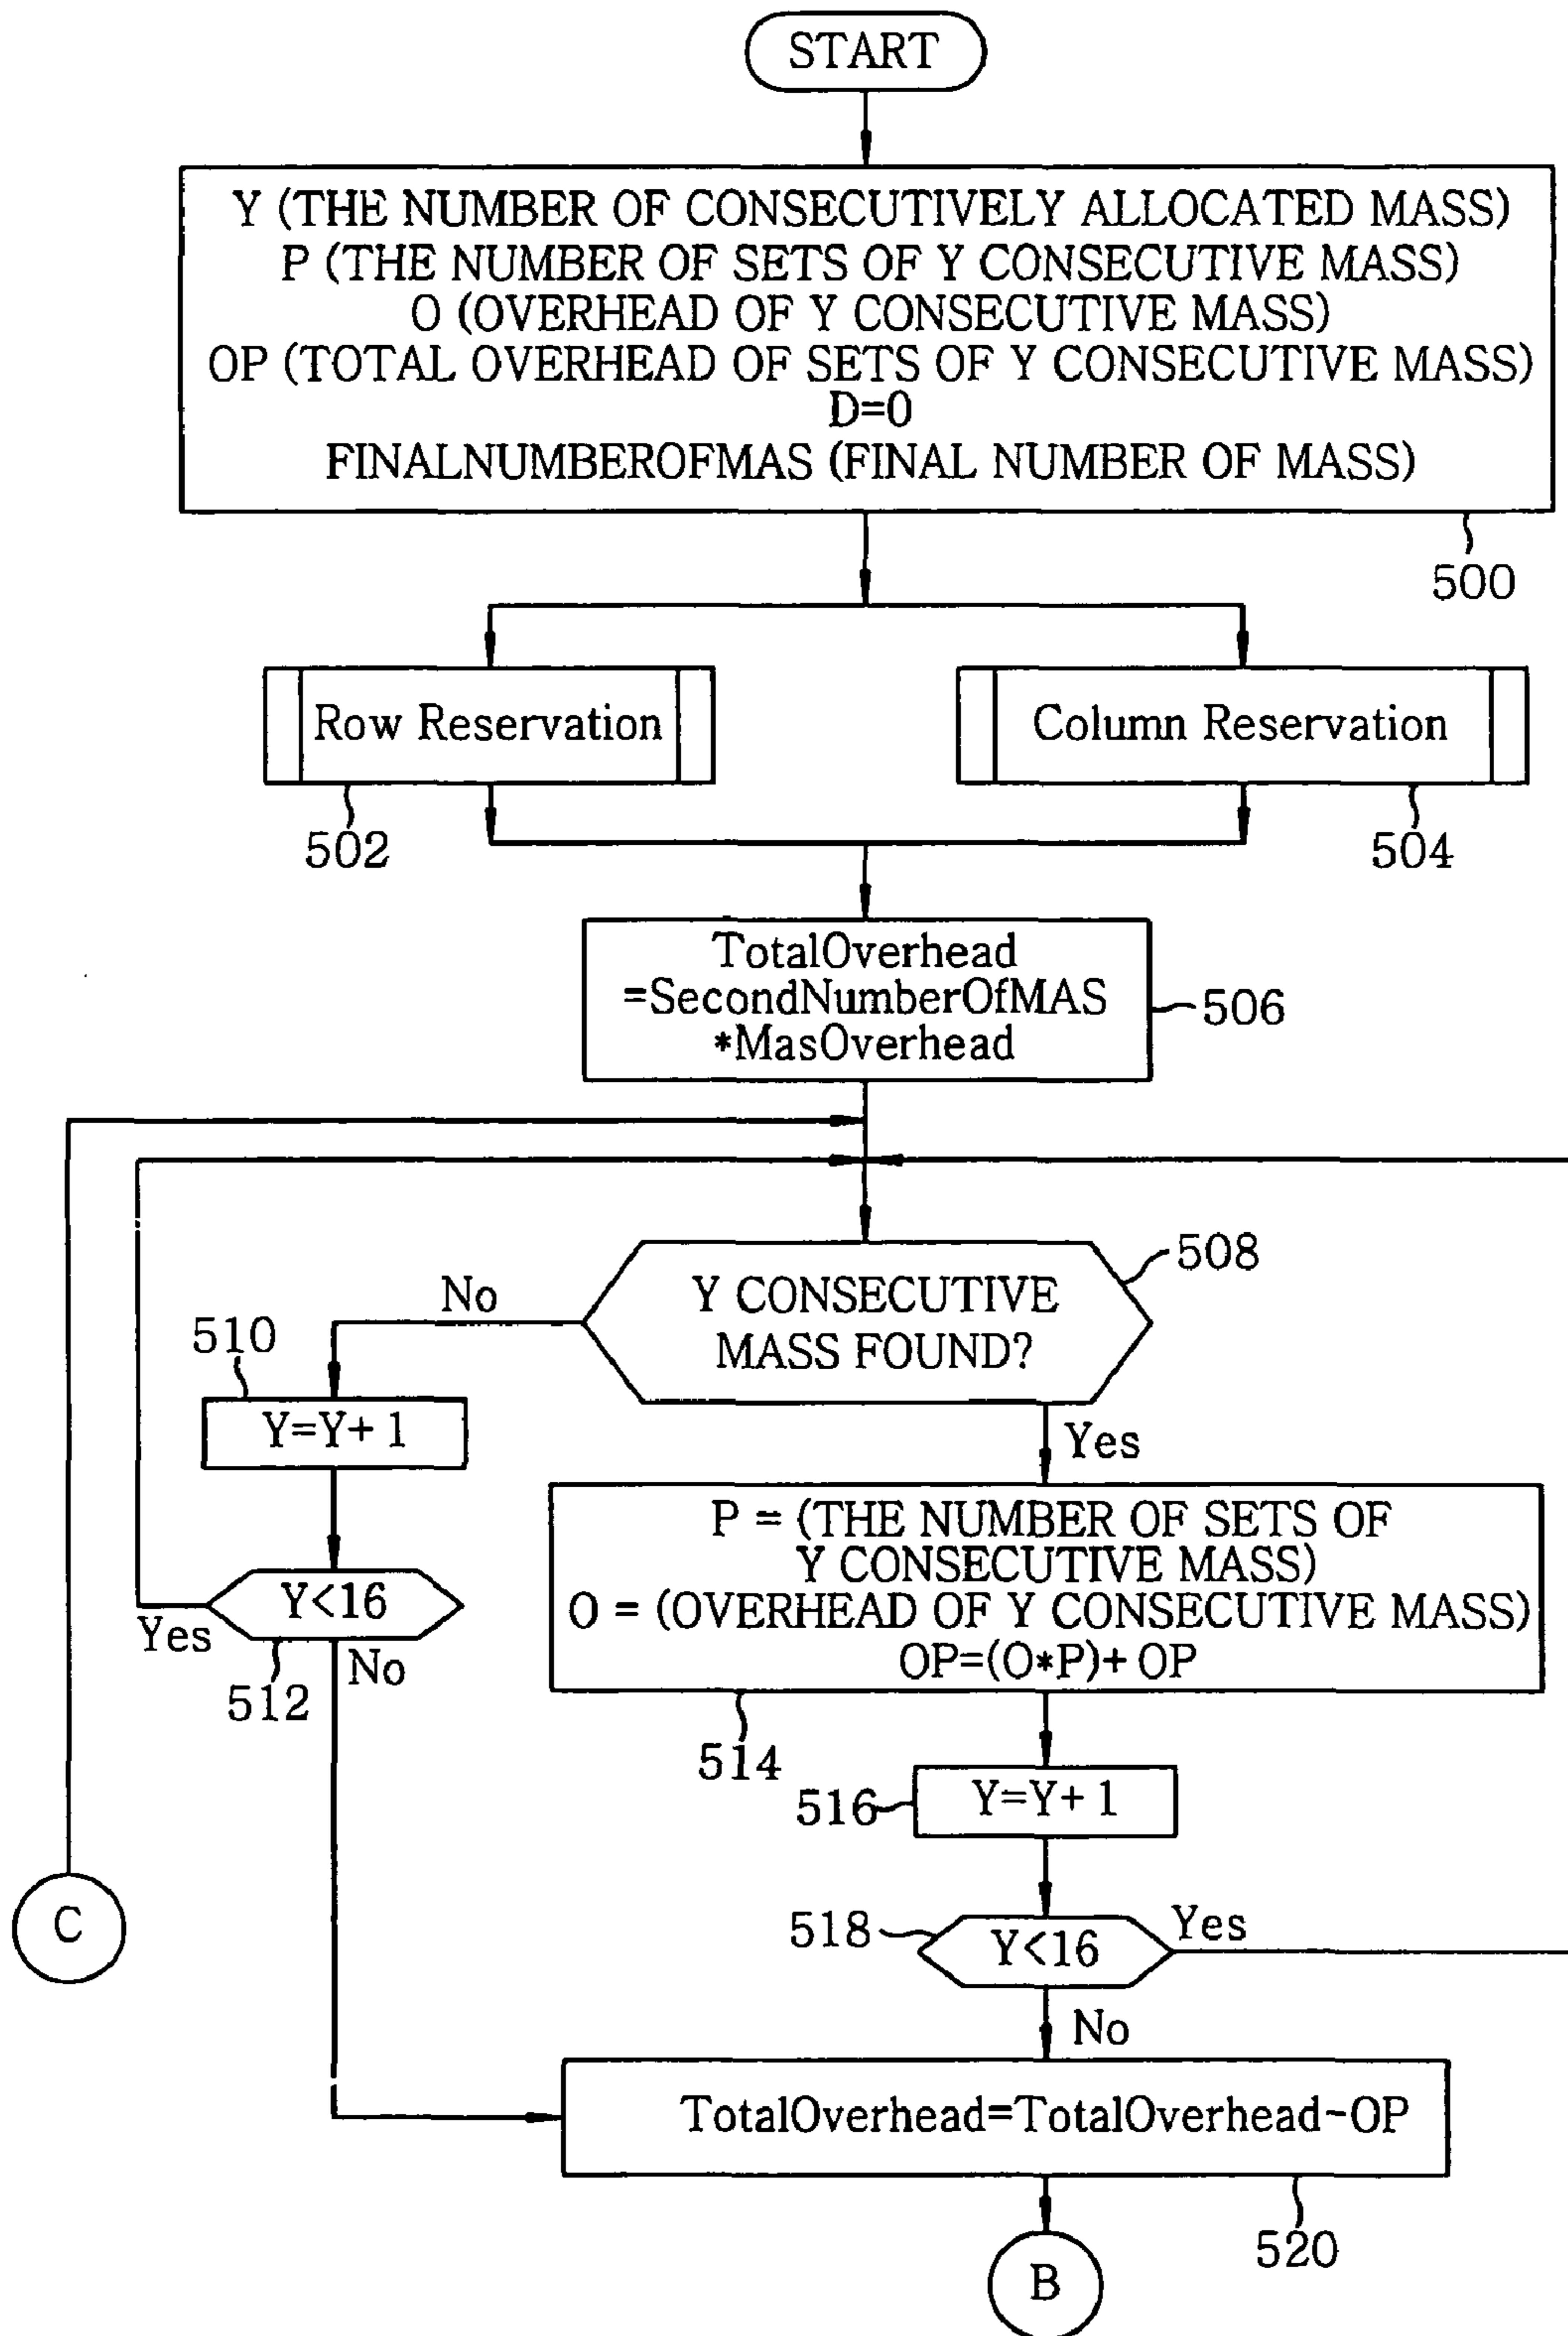 START
Y (THE NUMBER OF CONSECUTIVELY ALLOCATED MASS)
P (THE NUMBER OF SETS OF Y CONSECUTIVE MASS)
O (OVERHEAD OF Y CONSECUTIVE MASS)
OP (TOTAL OVERHEAD OF SETS OF Y CONSECUTIVE MASS)
D=0
FINALNUMBEROFMAS (FINAL NUMBER OF MASS)
500
Row Reservation
Column Reservation
502
504
TotalOverhead
=SecondNumberOfMAS
*MasOverhead
506
508
No
Y CONSECUTIVE
MASS FOUND?
510
Y=Y+1
Yes
P = (THE NUMBER OF SETS OF
Y CONSECUTIVE MASS)
O = (OVERHEAD OF Y CONSECUTIVE MASS)
OP=(O*P)+OP
Y<16
Yes
No
512
514
516
Y=Y+1
C
518
Y<16
Yes
No
TotalOverhead=TotalOverhead-OP
520
B